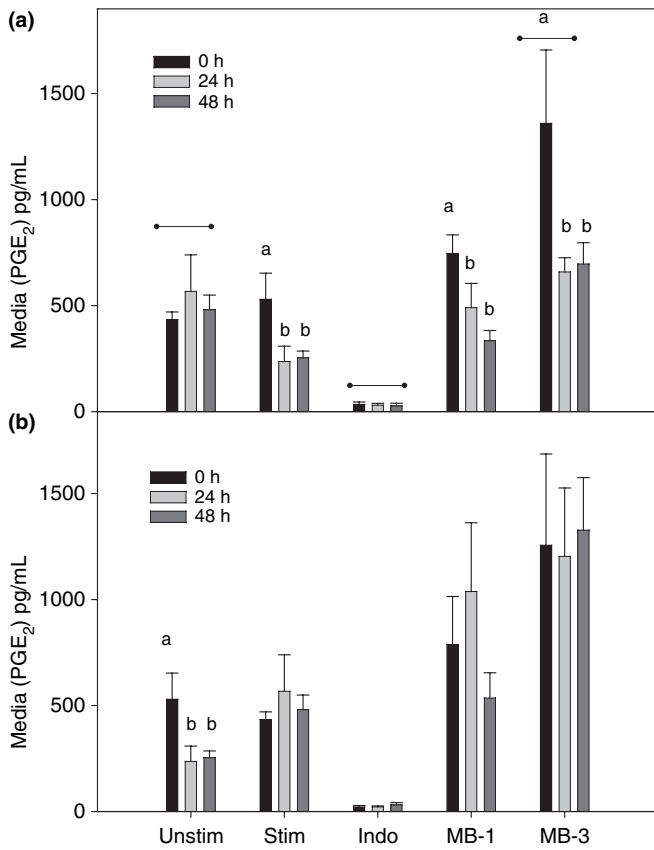 (a)
0 h
24 h
48 h
a
a
a
b b
b
b
b b
1500
1000
500
0
Media (PGE₂) pg/mL
(b)
0 h
24 h
48 h
a
b b
1500
1000
500
0
Media (PGE₂) pg/mL
Unstim Stim Indo MB-1 MB-3